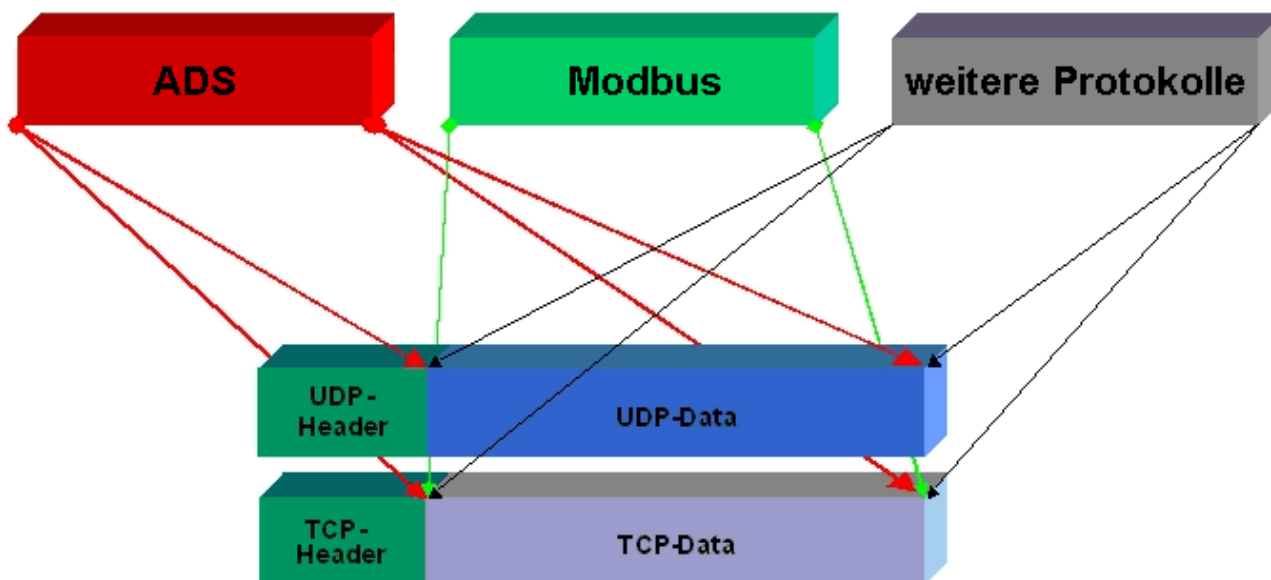 ADS
Modbus
weitere Protokolle
UDP-
Header
UDP-Data
TCP-
Header
TCP-Data